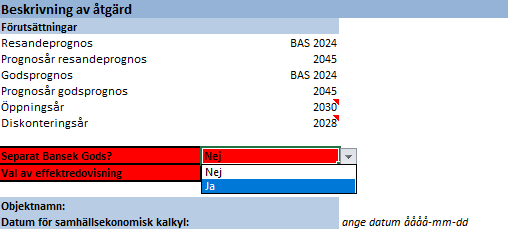 Beskrivning av åtgärd
Förutsättningar
Resandeprognos BAS 2024
Prognosår resandeprognos 2045
Godsprognos BAS 2024
Prognosår godsprognos 2045
Öppningsår 2030
Diskonteringsår 2028
Separat Bansek Gods? Nej
Val av effektredovisning Nej
Ja
Objektnamn:
Datum för samhällsekonomisk kalkyl: ange datum åååå-mm-dd